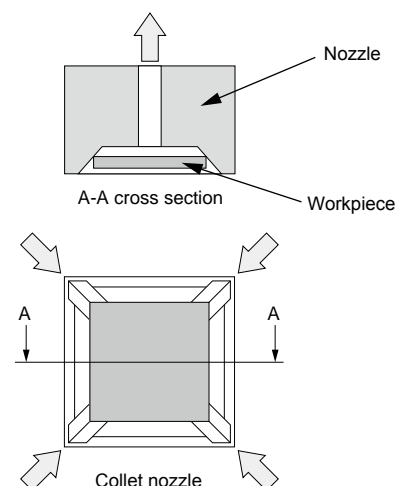 Nozzle
A-A cross section
Workpiece
A
A
Collet nozzle